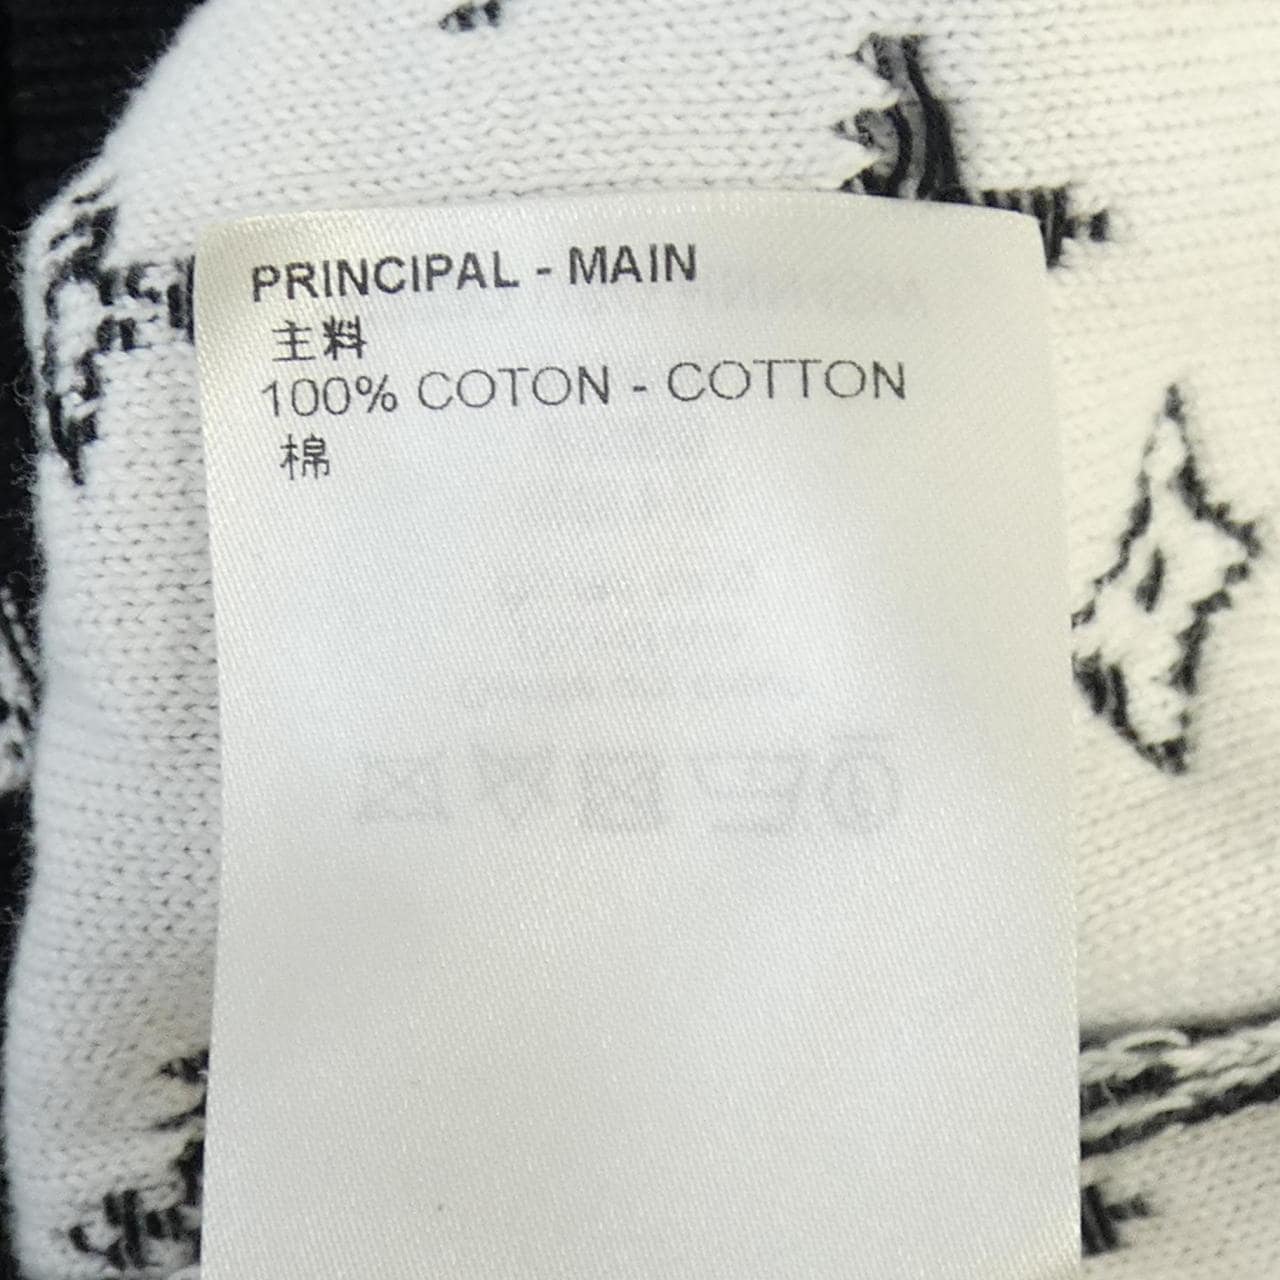 PRINCIPAL - MAIN
主料
100% COTON - COTTON
棉